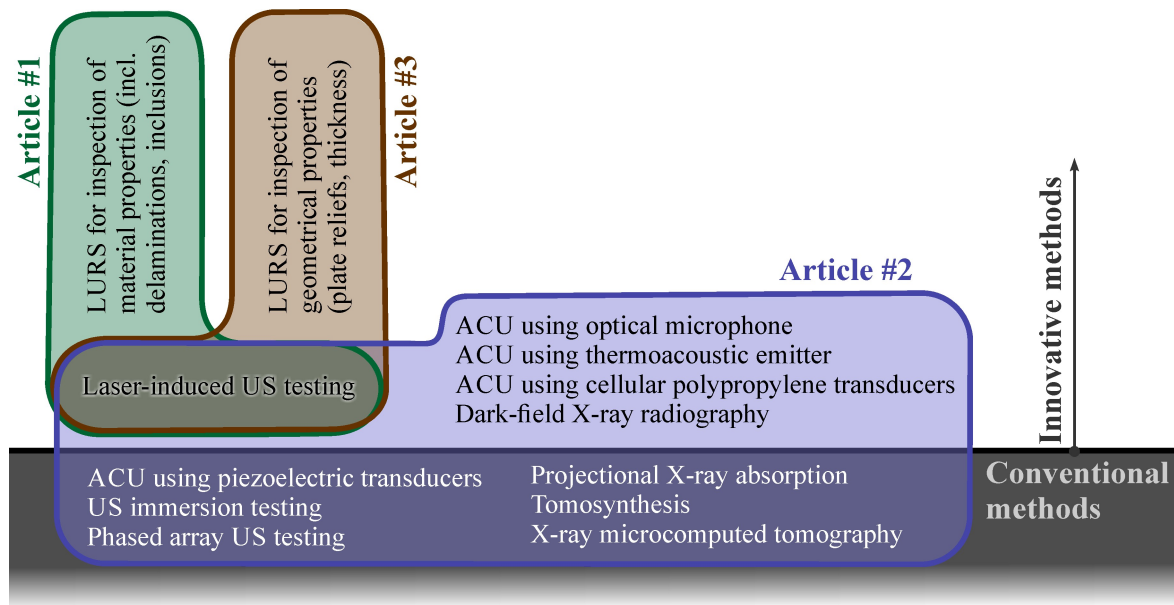 Article #1
LURS for inspection of
material properties (incl.
delaminations, inclusions)
LURS for inspection of
geometrical properties
(plate reliefs, thickness)
Article #3
Article #2
ACU using optical microphone
ACU using thermoacoustic emitter
ACU using cellular polypropylene transducers
Dark-field X-ray radiography
Laser-induced US testing
Innovative methods
Conventional
methods
ACU using piezoelectric transducers
US immersion testing
Phased array US testing
Projectional X-ray absorption
Tomosynthesis
X-ray microcomputed tomography